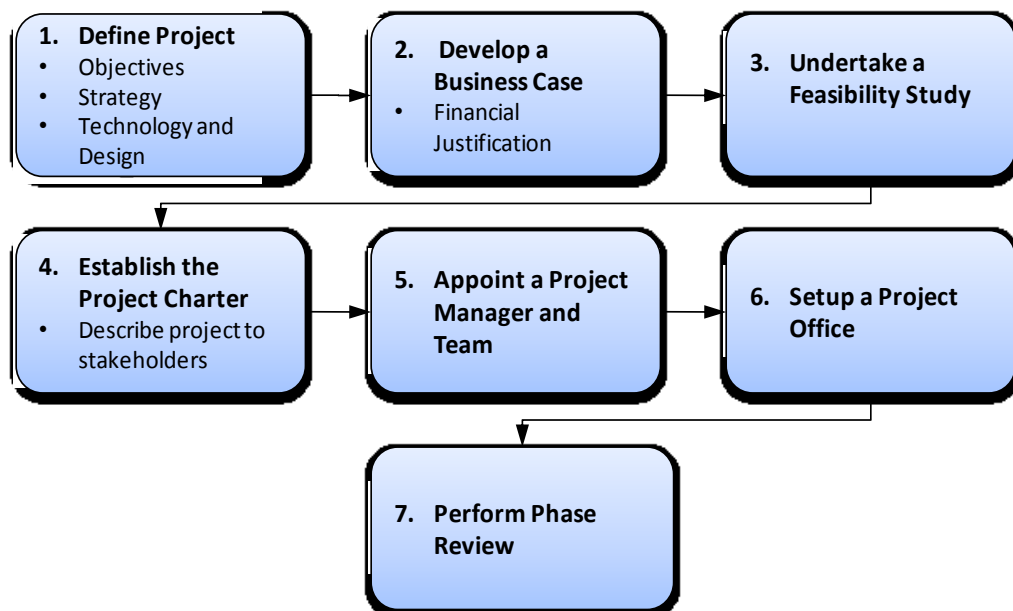 1. Define Project
• Objectives
• Strategy
• Technology and
Design
2. Develop a
Business Case
• Financial
Justification
3. Undertake a
Feasibility Study
4. Establish the
Project Charter
• Describe project to
stakeholders
5. Appoint a Project
Manager and
Team
6. Setup a Project
Office
7. Perform Phase
Review